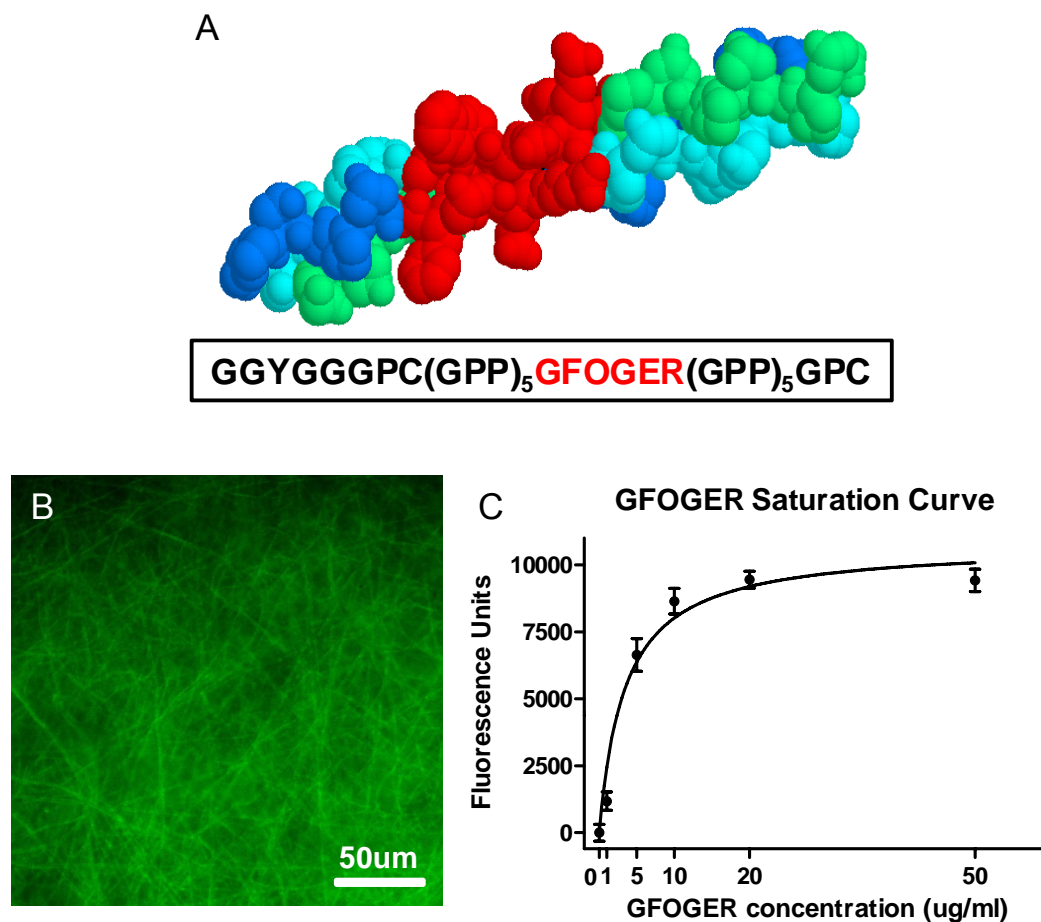 A
GGYGGGPC(GPP)5GFOGER(GPP)5GPC
B
50um
C
GFOGER Saturation Curve
Fluorescence Units
10000
7500
5000
2500
0
0 1 5 10 20 50
GFOGER concentration (ug/ml)